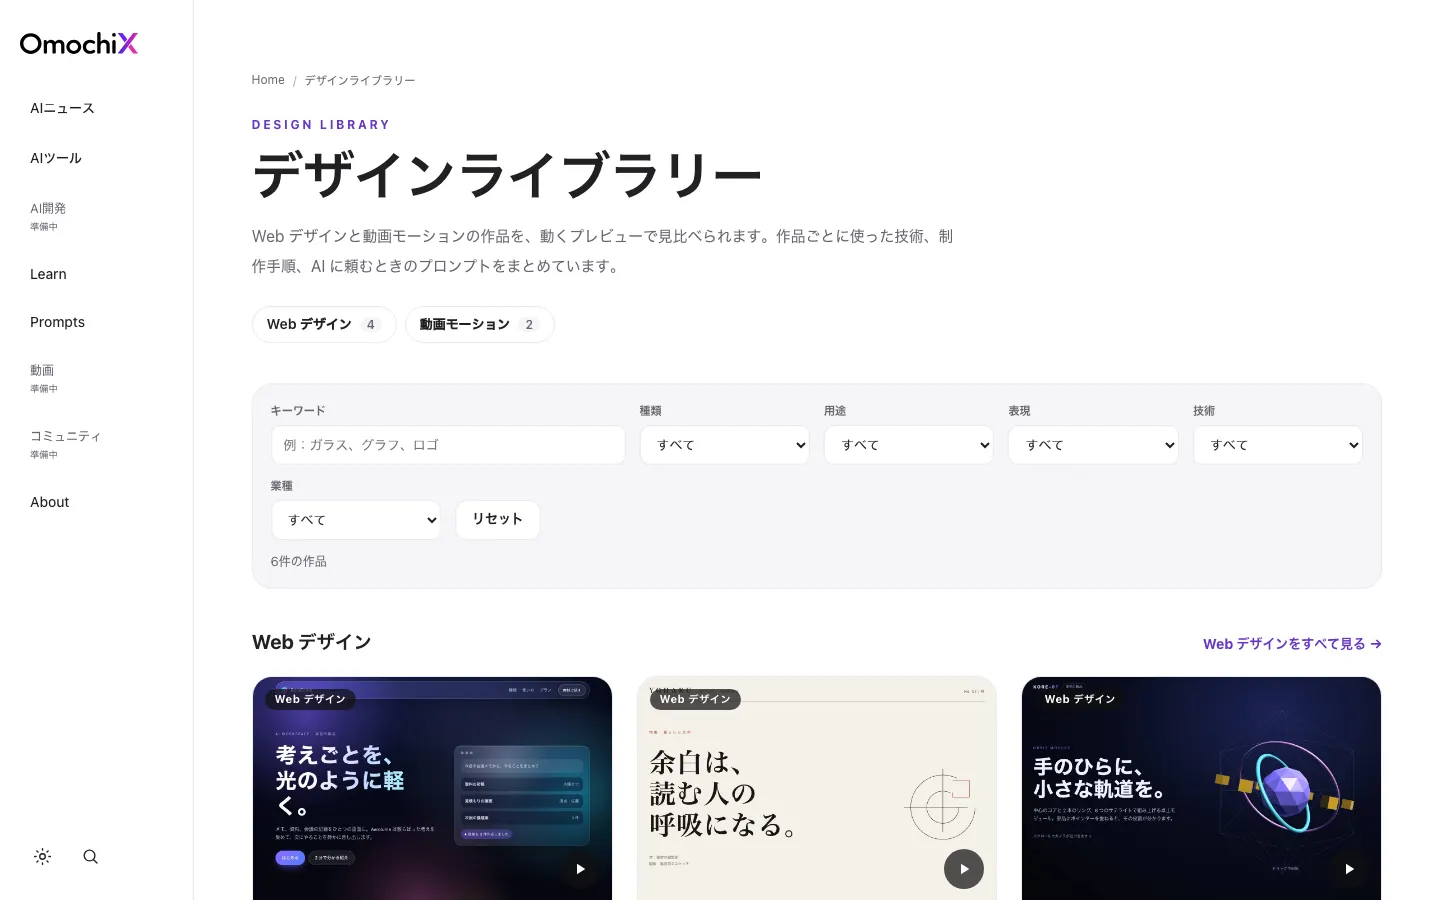 OmochiX
AIニュース
AIツール
AI開発
準備中
Learn
Prompts
動画
準備中
コミュニティ
準備中
About
Home / デザインライブラリー
DESIGN LIBRARY
デザインライブラリー
Web デザインと動画モーションの作品を、動くプレビューで見比べられます。作品ごとに使った技術、制
作手順、AI に頼むときのプロンプトをまとめています。
Web デザイン 4
動画モーション 2
キーワード
例：ガラス、グラフ、ロゴ
種類
すべて
用途
すべて
表現
すべて
技術
すべて
業種
すべて
リセット
6件の作品
Web デザイン
Web デザインをすべて見る →
Web デザイン
考えごとを、
光のように軽
く。
はじめる
Web デザイン
余白は、
読む人の
呼吸になる。
Web デザイン
手のひらに、
小さな軌道を。